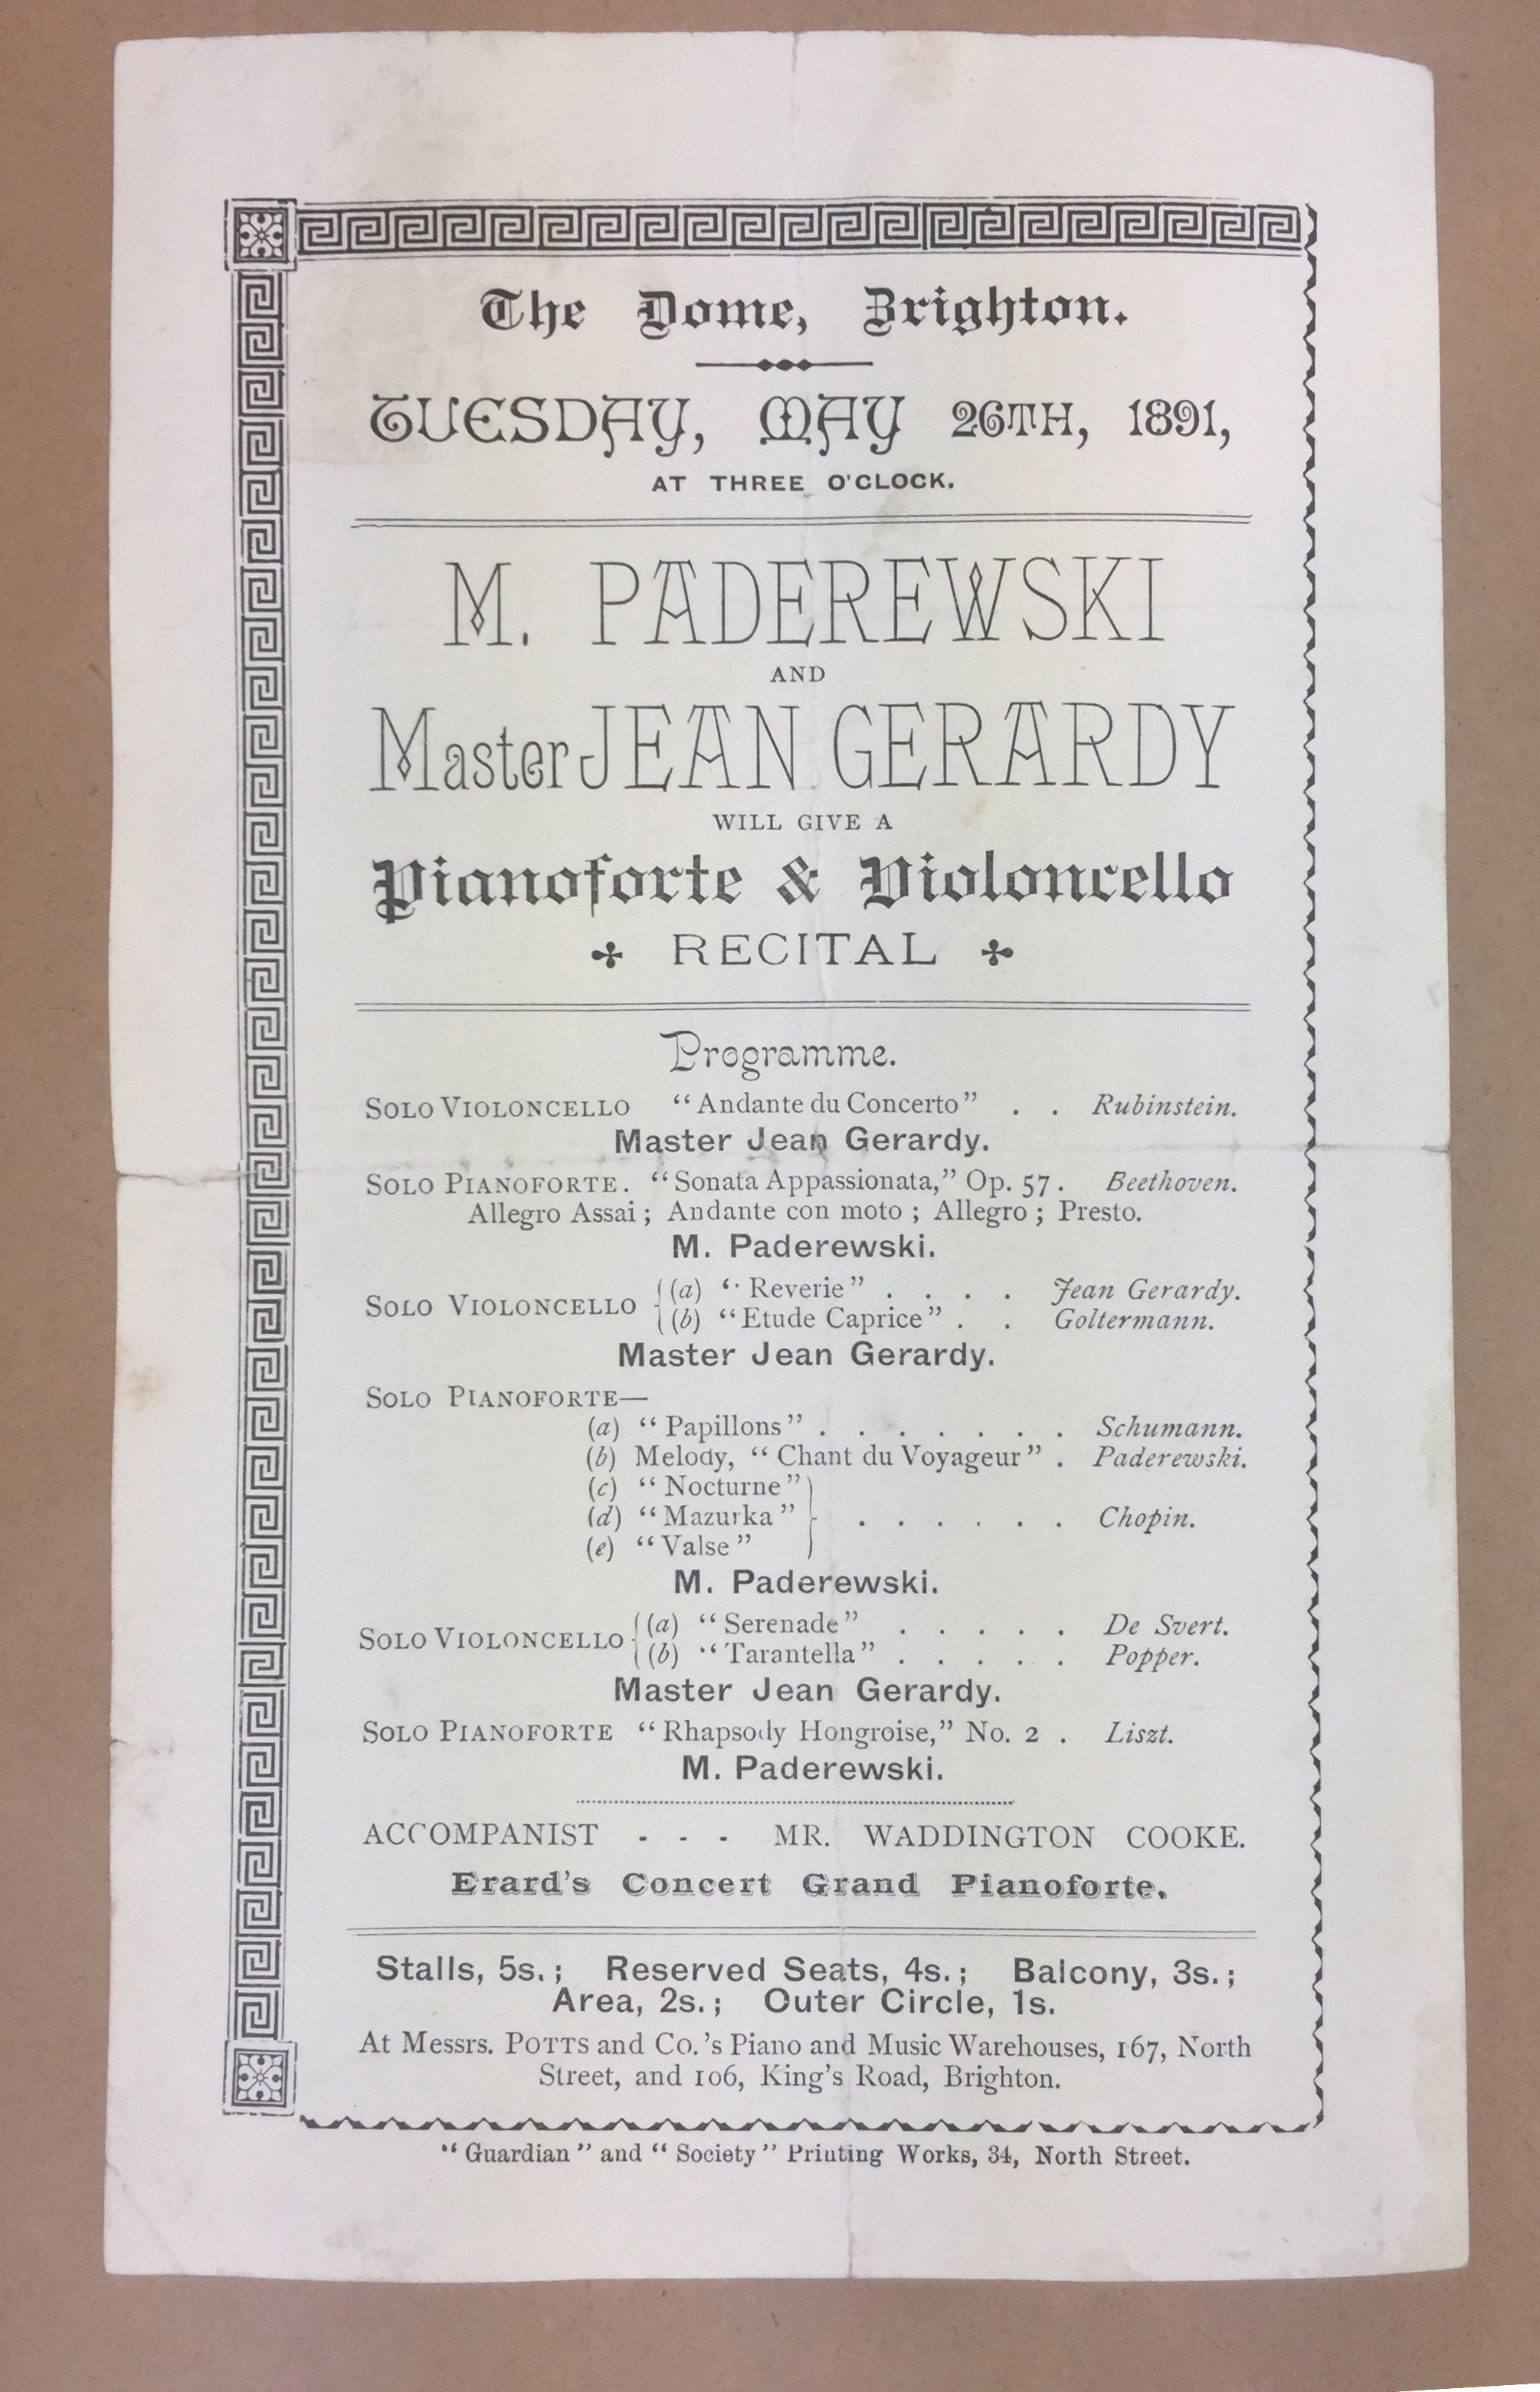 The Dome, Brighton.
TUESDAY, MAY 26TH, 1891,
AT THREE O'CLOCK.
M. PADEREWSKI
AND
Master JEAN GERARDY
WILL GIVE A
Pianoforte & Violoncello
RECITAL
Programme.
SOLO VIOLONCELLO "Andante du Concerto" . . Rubinstein.
Master Jean Gerardy.
SOLO PIANOFORTE. "Sonata Appassionata," Op. 57. Beethoven.
Allegro Assai; Andante con moto; Allegro; Presto.
M. Paderewski.
SOLO VIOLONCELLO
(a) "Reverie" . . . . Jean Gerardy.
(b) "Etude Caprice" . . Goltermann.
Master Jean Gerardy.
SOLO PIANOFORTE—
(a) "Papillons" . . . . . . . Schumann.
(b) Melody, "Chant du Voyageur" . Paderewski.
(c) "Nocturne"
(d) "Mazurka" . . . . . . Chopin.
(e) "Valse"
M. Paderewski.
SOLO VIOLONCELLO
(a) "Serenade" . . . . . De Svert.
(b) "Tarantella" . . . . . Popper.
Master Jean Gerardy.
SOLO PIANOFORTE "Rhapsody Hongroise," No. 2 . Liszt.
M. Paderewski.
ACCOMPANIST - - - MR. WADDINGTON COOKE.
Erard's Concert Grand Pianoforte.
Stalls, 5s.; Reserved Seats, 4s.; Balcony, 3s.;
Area, 2s.; Outer Circle, 1s.
At Messrs. POTTS and Co.'s Piano and Music Warehouses, 167, North
Street, and 106, King's Road, Brighton.
"Guardian" and "Society" Printing Works, 34, North Street.